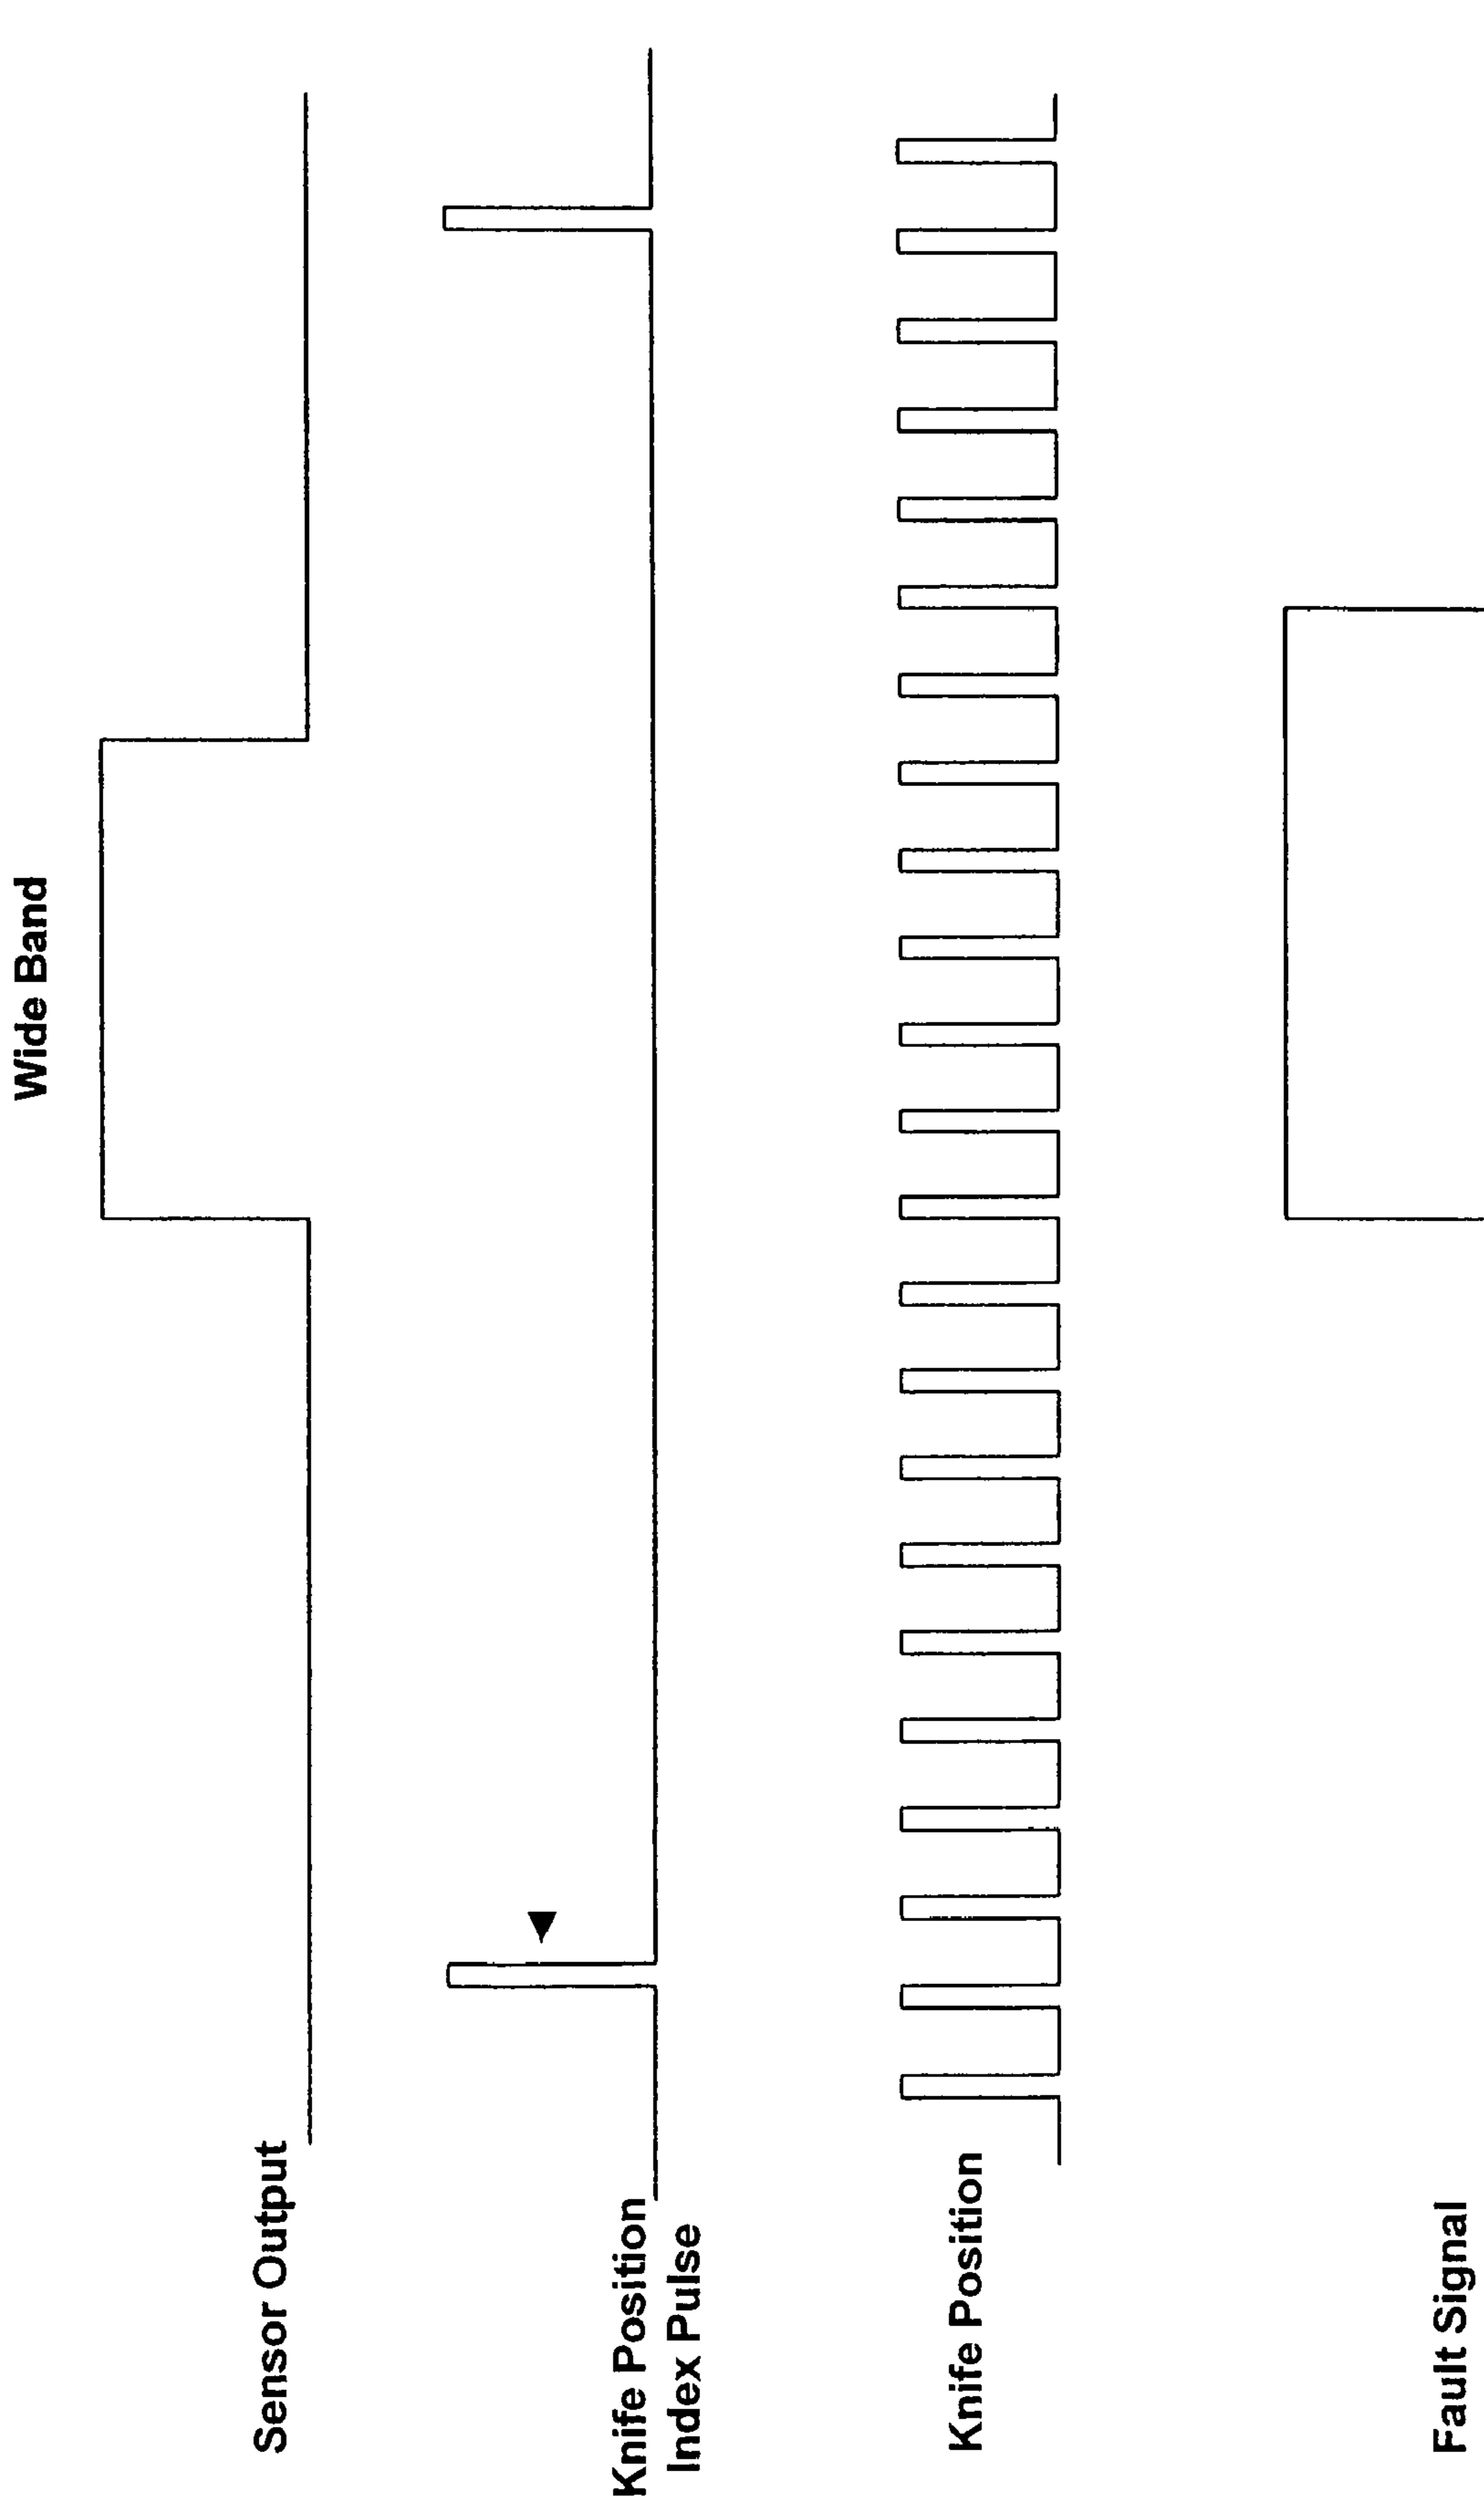 Wide Band
Sensor Output
Knife Position
Index Pulse
Knife Position
Fault Signal